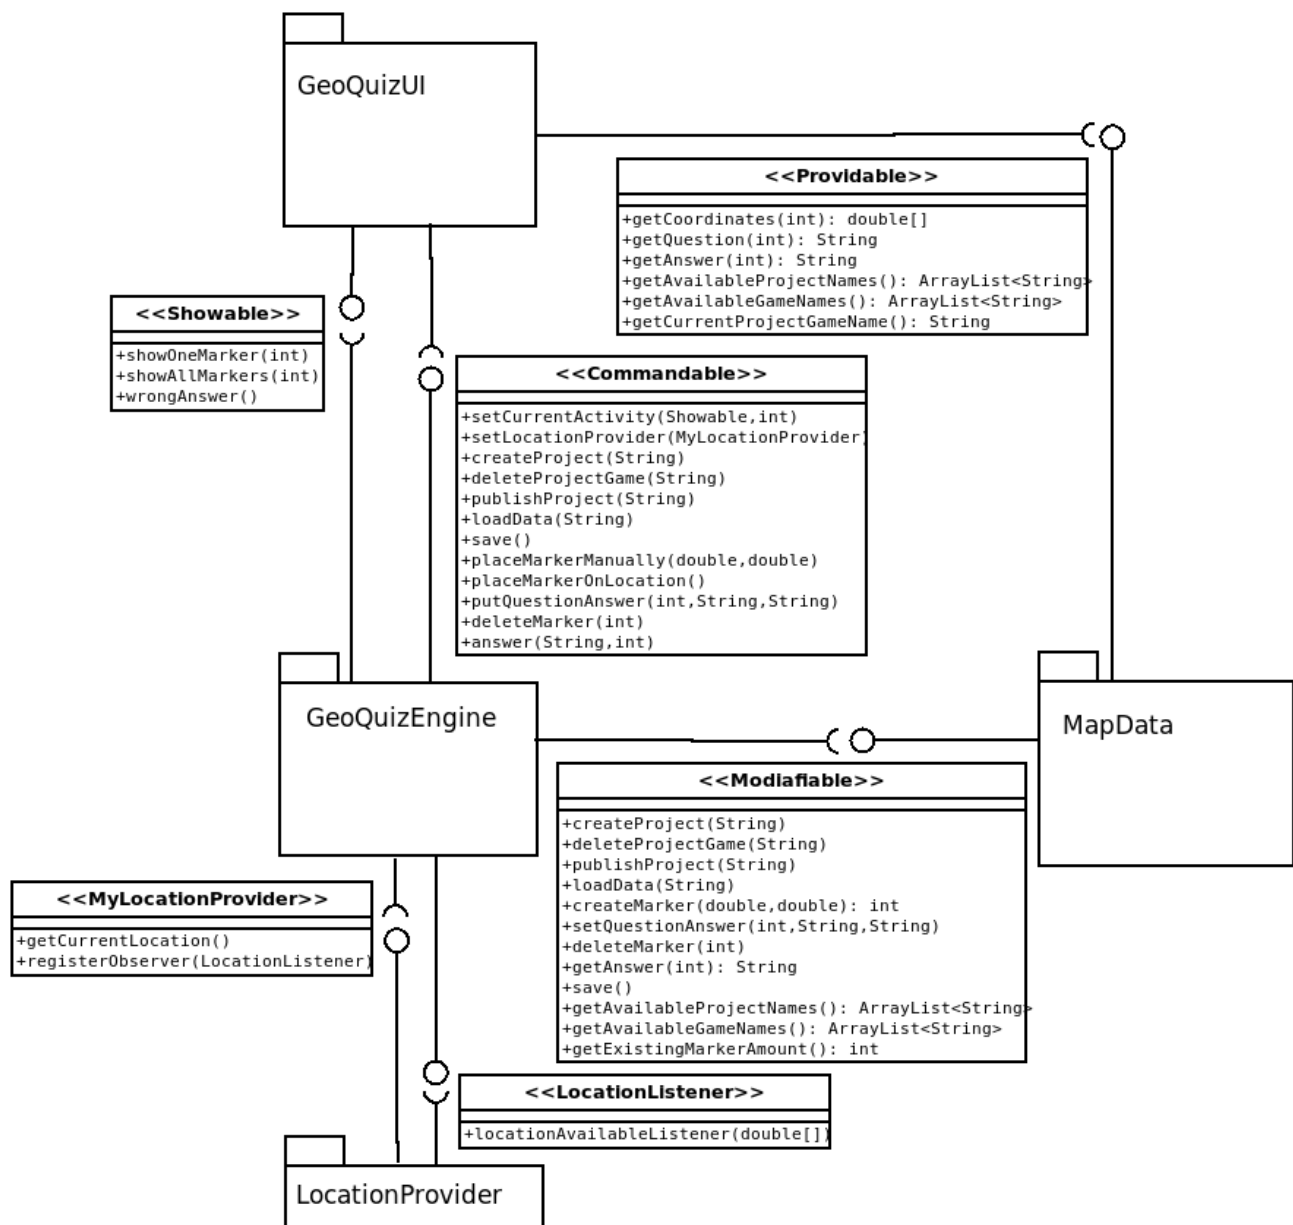 GeoQuizUI
<<Providable>>
+getCoordinates(int): double[]
+getQuestion(int): String
+getAnswer(int): String
+getAvailableProjectNames(): ArrayList<String>
+getAvailableGameNames(): ArrayList<String>
+getCurrentProjectGameName(): String
<<Showable>>
+showOneMarker(int)
+showAllMarkers(int)
+wrongAnswer()
<<Commandable>>
+setCurrentActivity(Showable,int)
+setLocationProvider(MyLocationProvider)
+createProject(String)
+deleteProjectGame(String)
+publishProject(String)
+loadData(String)
+save()
+placeMarkerManually(double,double)
+placeMarkerOnLocation()
+putQuestionAnswer(int,String,String)
+deleteMarker(int)
+answer(String,int)
GeoQuizEngine
MapData
<<Modiafiable>>
+createProject(String)
+deleteProjectGame(String)
+publishProject(String)
+loadData(String)
+createMarker(double,double): int
+setQuestionAnswer(int,String,String)
+deleteMarker(int)
+getAnswer(int): String
+save()
+getAvailableProjectNames(): ArrayList<String>
+getAvailableGameNames(): ArrayList<String>
+getExistingMarkerAmount(): int
<<MyLocationProvider>>
+getCurrentLocation()
+registerObserver(LocationListener)
<<LocationListener>>
+locationAvailableListener(double[])
LocationProvider